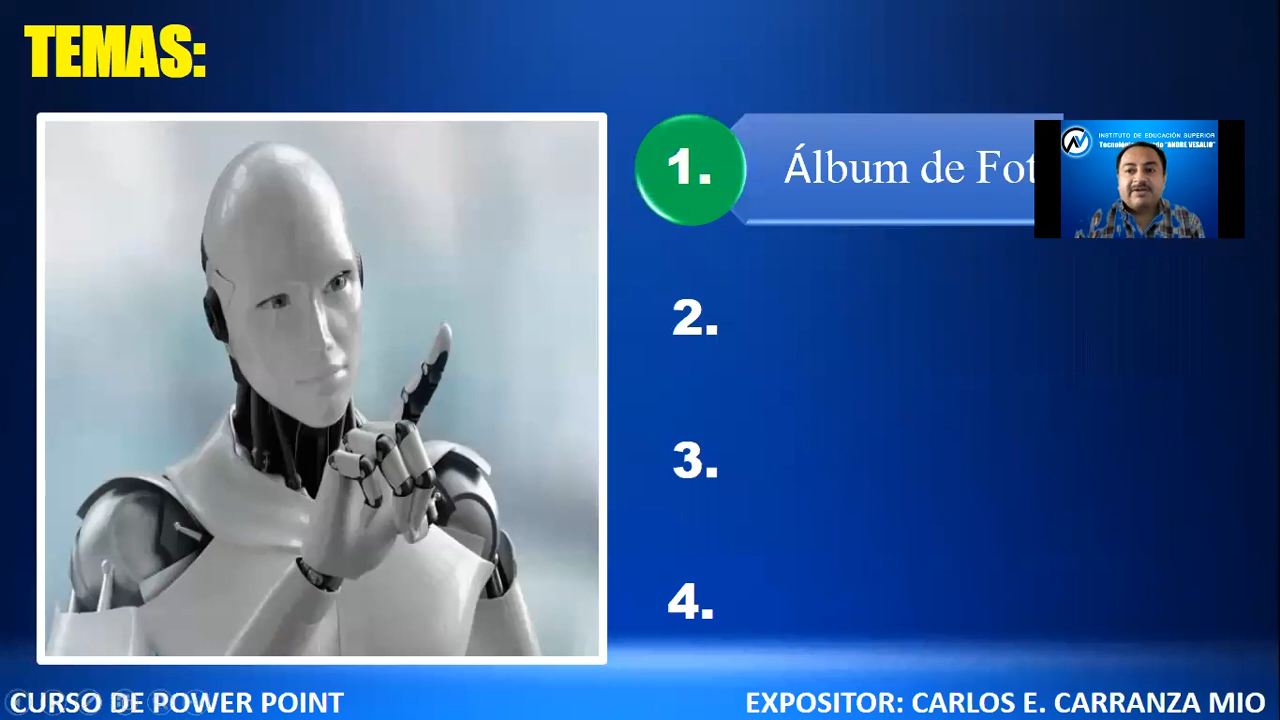 TEMAS:
1.
Álbum de Fot
INSTITUTO DE EDUCACIÓN SUPERIOR
"ANDRE VESALIO"
2.
3.
4.
CURSO DE POWER POINT
EXPOSITOR: CARLOS E. CARRANZA MIO